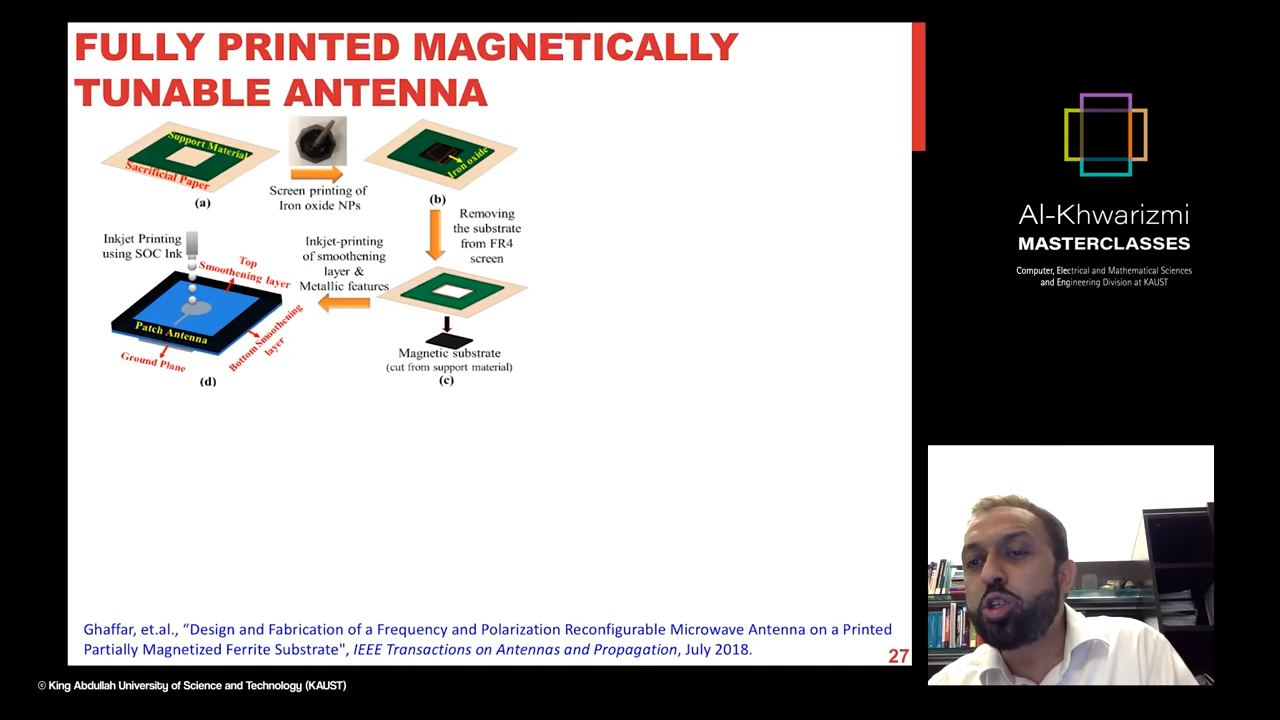 FULLY PRINTED MAGNETICALLY
TUNABLE ANTENNA
Support Material
Sacrificial Paper
(a)
Screen printing of
Iron oxide NPs
Iron oxide
(b)
Removing
the substrate
from FR4
screen
Magnetic substrate
(cut from support material)
(c)
Inkjet-printing
of smoothening
layer &
Metallic features
Inkjet Printing
using SOC Ink
Top
Smoothening layer
Patch Antenna
Ground Plane
Bottom Smoothening
layer
(d)
Ghaffar, et.al., “Design and Fabrication of a Frequency and Polarization Reconfigurable Microwave Antenna on a Printed
Partially Magnetized Ferrite Substrate", IEEE Transactions on Antennas and Propagation, July 2018.
27
Al-Khwarizmi
MASTERCLASSES
Computer, Electrical and Mathematical Sciences
and Engineering Division at KAUST
© King Abdullah University of Science and Technology (KAUST)